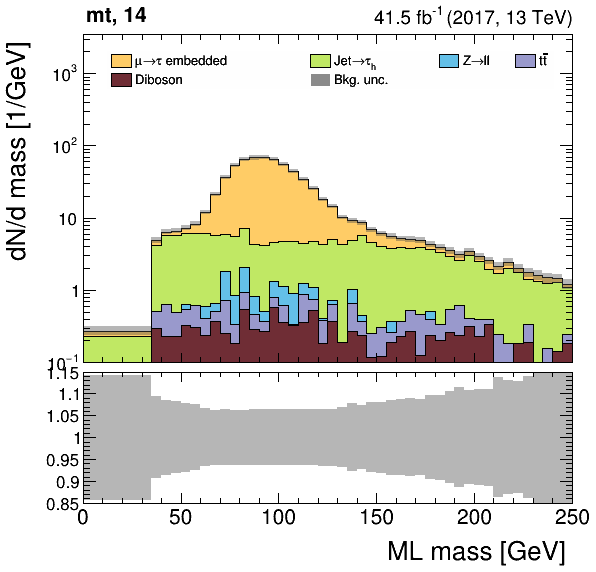 mt, 14 41.5 fb⁻¹ (2017, 13 TeV)
dN/d mass [1/GeV]
μ→τ embedded Jet→τₕ Z→ll tt̅
Diboson Bkg. unc.
10³
10²
10
1
10⁻¹
1.15
1.1
1.05
1
0.95
0.9
0.85
0 50 100 150 200 250
ML mass [GeV]